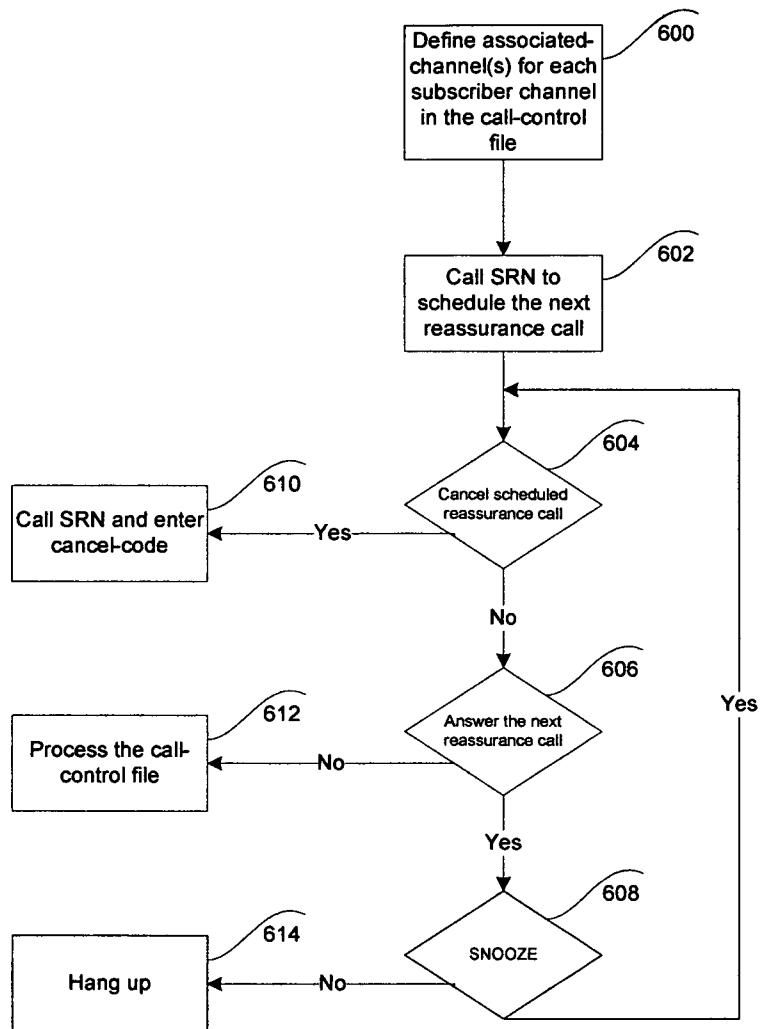 600
Define associated-
channel(s) for each
subscriber channel
in the call-control
file
602
Call SRN to
schedule the next
reassurance call
604
Cancel scheduled
reassurance call
610
Call SRN and enter
cancel-code
Yes
No
606
Answer the next
reassurance call
Yes
612
Process the call-
control file
No
Yes
608
SNOOZE
614
Hang up
No